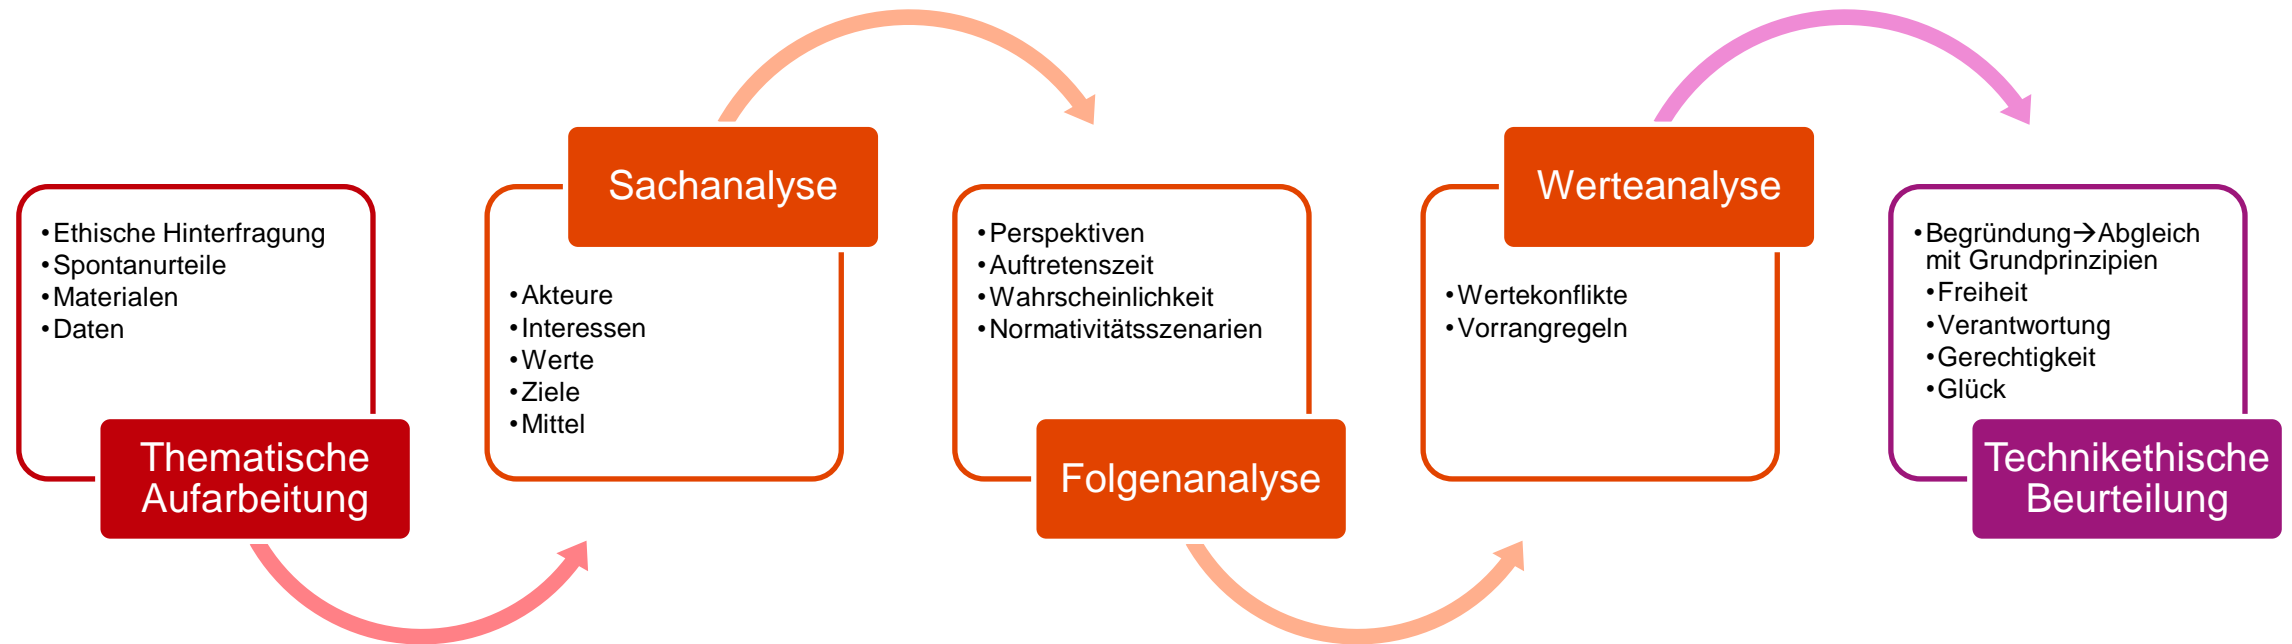 • Ethische Hinterfragung
• Spontanurteile
• Materialen
• Daten
Thematische
Aufarbeitung
Sachanalyse
• Akteure
• Interessen
• Werte
• Ziele
• Mittel
• Perspektiven
• Auftretenszeit
• Wahrscheinlichkeit
• Normativitätsszenarien
Folgenanalyse
Werteanalyse
• Wertekonflikte
• Vorrangregeln
• Begründung→Abgleich
mit Grundprinzipien
• Freiheit
• Verantwortung
• Gerechtigkeit
• Glück
Technikethische
Beurteilung